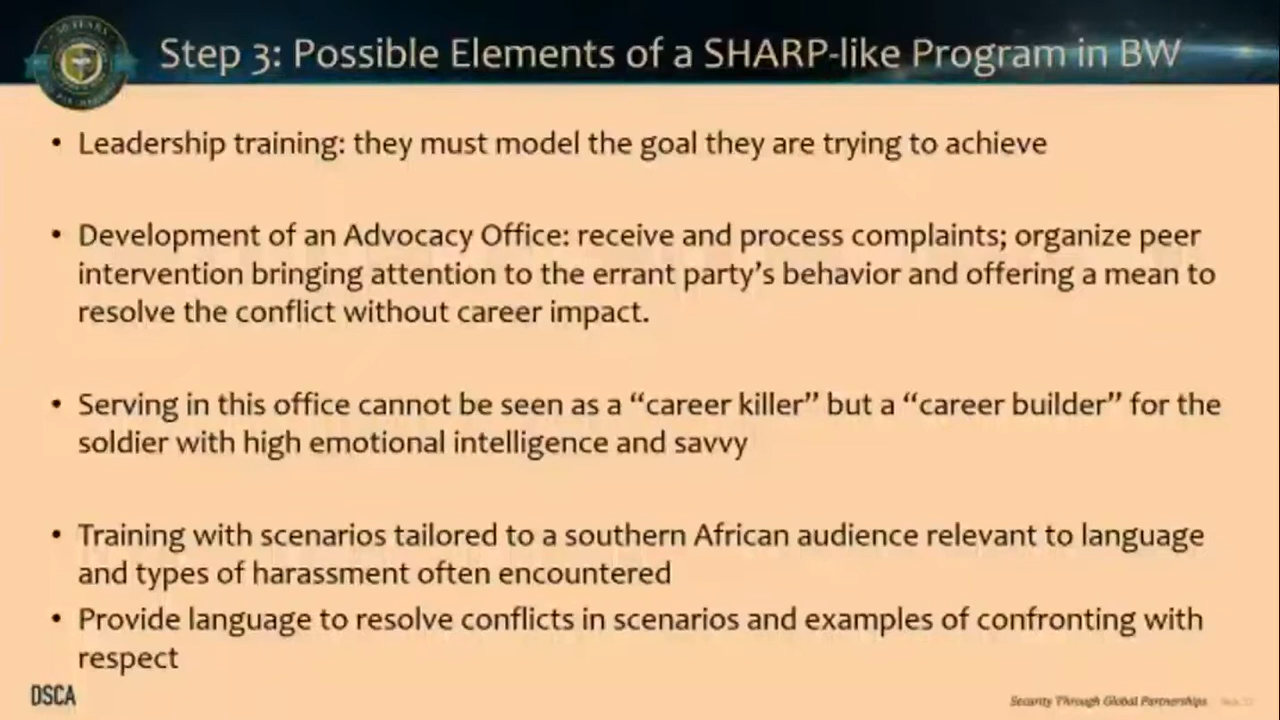 Step 3: Possible Elements of a SHARP-like Program in BW
• Leadership training: they must model the goal they are trying to achieve
• Development of an Advocacy Office: receive and process complaints; organize peer
intervention bringing attention to the errant party's behavior and offering a mean to
resolve the conflict without career impact.
• Serving in this office cannot be seen as a “career killer” but a “career builder” for the
soldier with high emotional intelligence and savvy
• Training with scenarios tailored to a southern African audience relevant to language
and types of harassment often encountered
• Provide language to resolve conflicts in scenarios and examples of confronting with
respect
DSCA
Security Through Global Partnerships